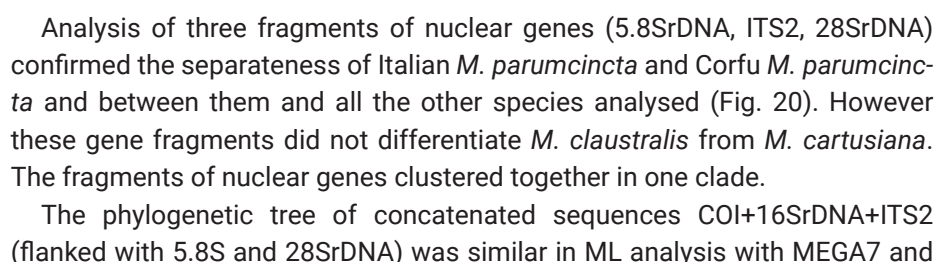 Analysis of three fragments of nuclear genes (5.8SrDNA, ITS2, 28SrDNA)
confirmed the separateness of Italian M. parumcincta and Corfu M. parumcinc-
ta and between them and all the other species analysed (Fig. 20). However
these gene fragments did not differentiate M. claustralis from M. cartusiana.
The fragments of nuclear genes clustered together in one clade.
The phylogenetic tree of concatenated sequences COI+16SrDNA+ITS2
(flanked with 5.8S and 28SrDNA) was similar in ML analysis with MEGA7 and